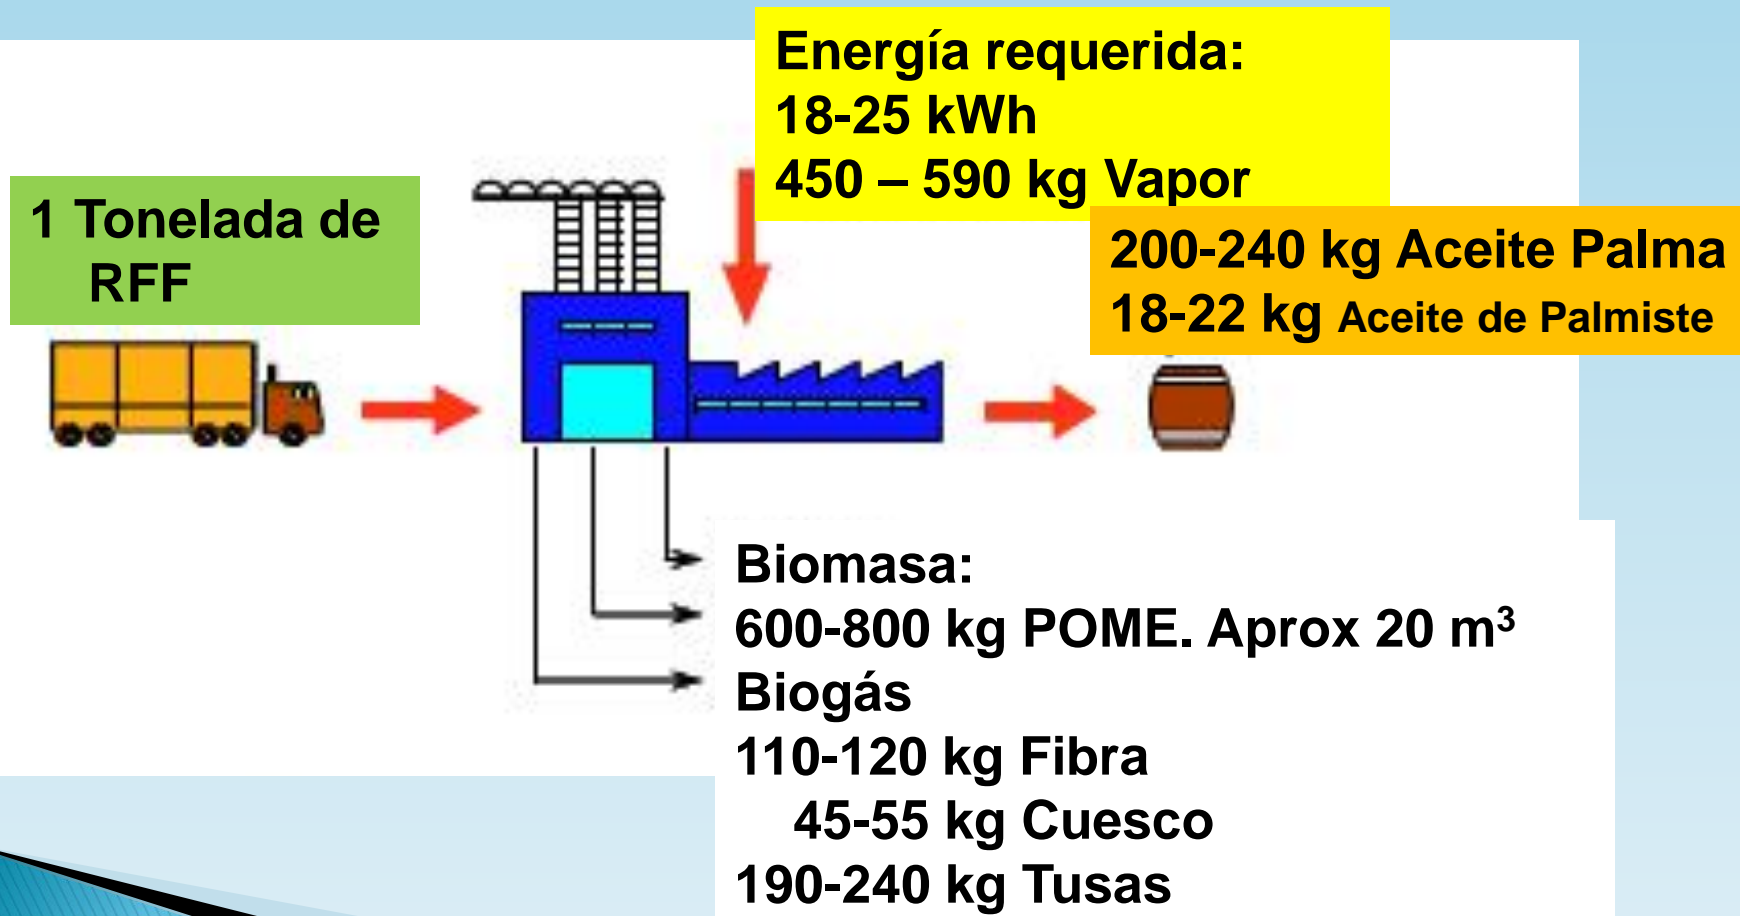 Energía requerida:
18-25 kWh
450 – 590 kg Vapor
1 Tonelada de
RFF
200-240 kg Aceite Palma
18-22 kg Aceite de Palmiste
Biomasa:
600-800 kg POME. Aprox 20 m³
Biogás
110-120 kg Fibra
45-55 kg Cuesco
190-240 kg Tusas